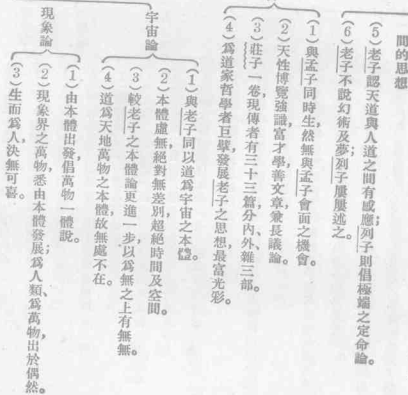 間的思想
(5)老子認天道與人道之間有感應列子則倡極端之定命論。
(6)老子不說幻術及夢列子屢屢述之。
(1)與孟子同時生然無與孟子會面之機會。
(2)天性博覽強識富才學善文章兼長議論。
(3)莊子一卷現傳者有三十三篇分內、外、雜三部。
(4)爲道家哲學者巨擘發展老子之思想最富光彩。
宇宙論
(1)與老子同以道爲宇宙之本體。
(2)本體虛無絕對無差別超絕時間及空間。
(3)較老子之本體論更進一步以爲無之上有無無。
(4)道爲天地萬物之本體故無處不在。
現象論
(1)由本體出發倡萬物一體說。
(2)現象界之萬物悉由本體發展爲人類、爲萬物出於偶然。
(3)生而爲人決無可喜。